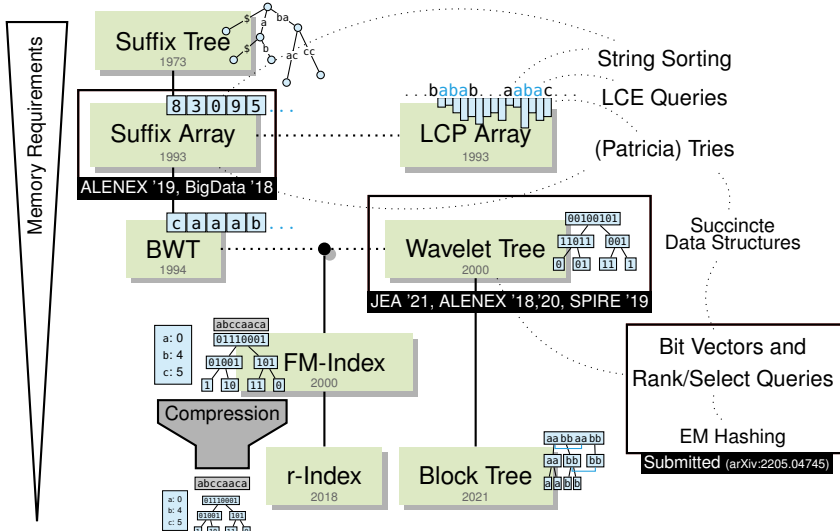 Memory Requirements
Suffix Tree
1973
$
a
ba
$
b
ac
cc
8 3 0 9 5 ...
Suffix Array
1993
ALENEX '19, BigData '18
...babab...aabac...
LCP Array
1993
String Sorting
LCE Queries
(Patricia) Tries
Succincte
Data Structures
c a a a b ...
BWT
1994
Wavelet Tree
2000
00100101
11011 001
0 01 11 1
JEA '21, ALENEX '18,'20, SPIRE '19
Bit Vectors and
Rank/Select Queries
EM Hashing
Submitted (arXiv:2205.04745)
a: 0
b: 4
c: 5
abccaaca
01110001
01001 101
1 10 11 0
FM-Index
2000
Compression
a: 0
b: 4
c: 5
abccaaca
01110001
01001 101
r-Index
2018
Block Tree
2021
aa bb aa bb
aa bb bb
a a b b